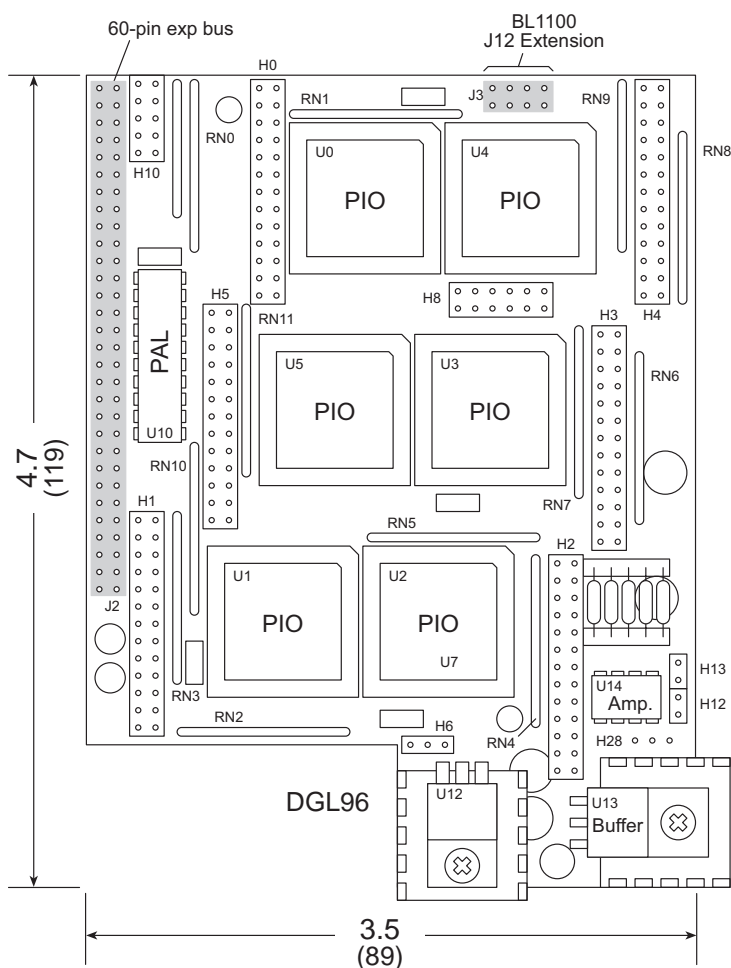 60-pin exp bus
BL1100
J12 Extension
H0
J3
RN1
RN9
RN0
RN8
H10
U0
PIO
U4
PIO
H8
H5
RN11
H4
H3
PAL
U10
U5
PIO
U3
PIO
RN6
RN10
RN7
4.7
(119)
H1
RN5
H2
U1
PIO
U2
PIO
U7
J2
RN3
RN2
H6
RN4
U14
Amp.
H13
H12
H28
DGL96
U12
U13
Buffer
3.5
(89)